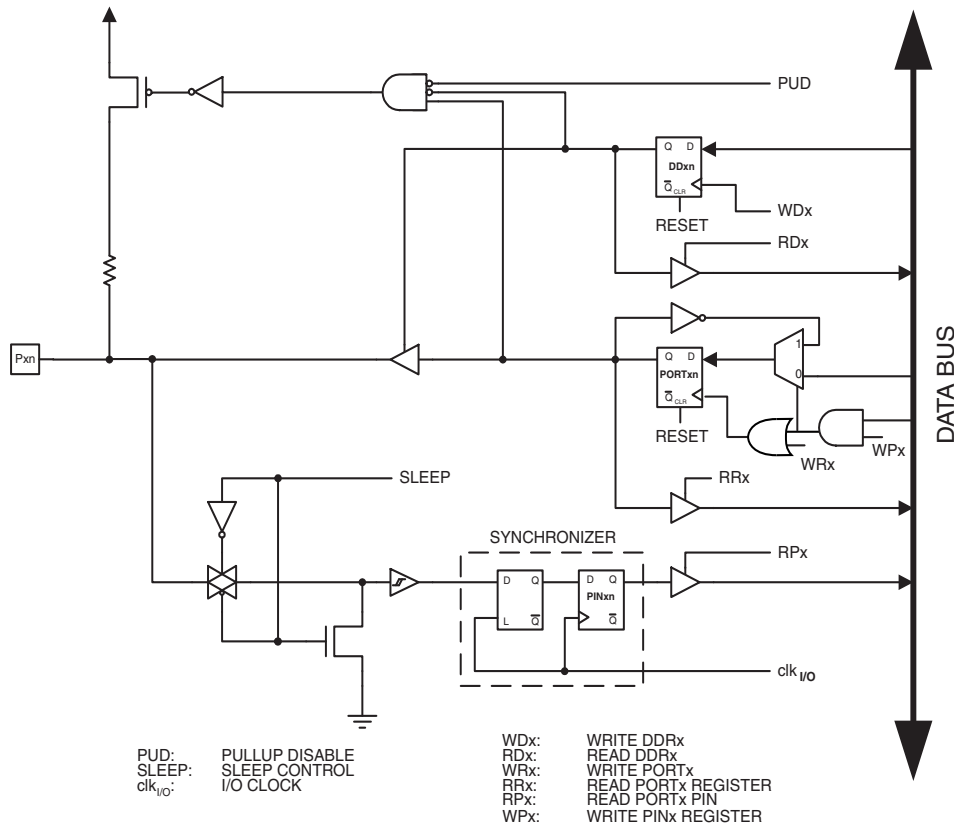 PUD
Q D
DDxn
Q CLR
WDx
RESET
RDx
DATA BUS
1
Pxn
Q D
PORTxn
0
Q CLR
RESET
WRx
WPx
RRx
SLEEP
SYNCHRONIZER
RPx
D Q
D Q
PINxn
L Q
Q
clk I/O
PUD: PULLUP DISABLE
SLEEP: SLEEP CONTROL
clk I/O: I/O CLOCK
WDx: WRITE DDRx
RDx: READ DDRx
WRx: WRITE PORTx
RRx: READ PORTx REGISTER
RPx: READ PORTx PIN
WPx: WRITE PINx REGISTER